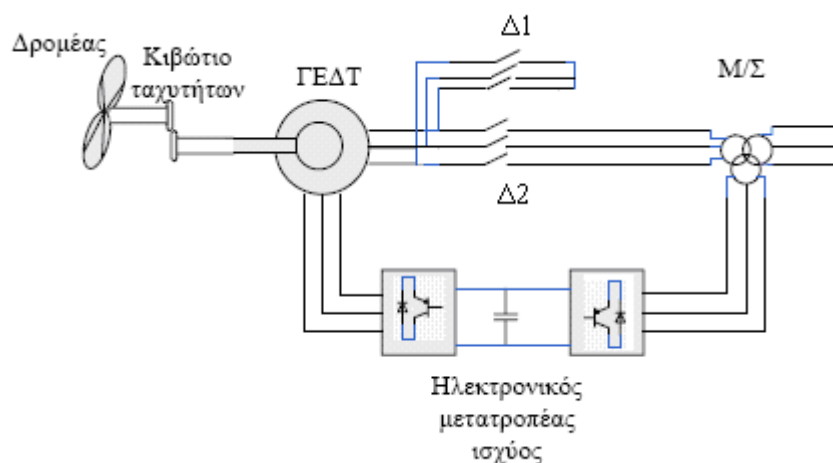 Δρομέας
Κιβώτιο
ταχυτήτων
ΓΕΔΤ
Δ1
Μ/Σ
Δ2
Ηλεκτρονικός
μετατροπέας
ισχύος